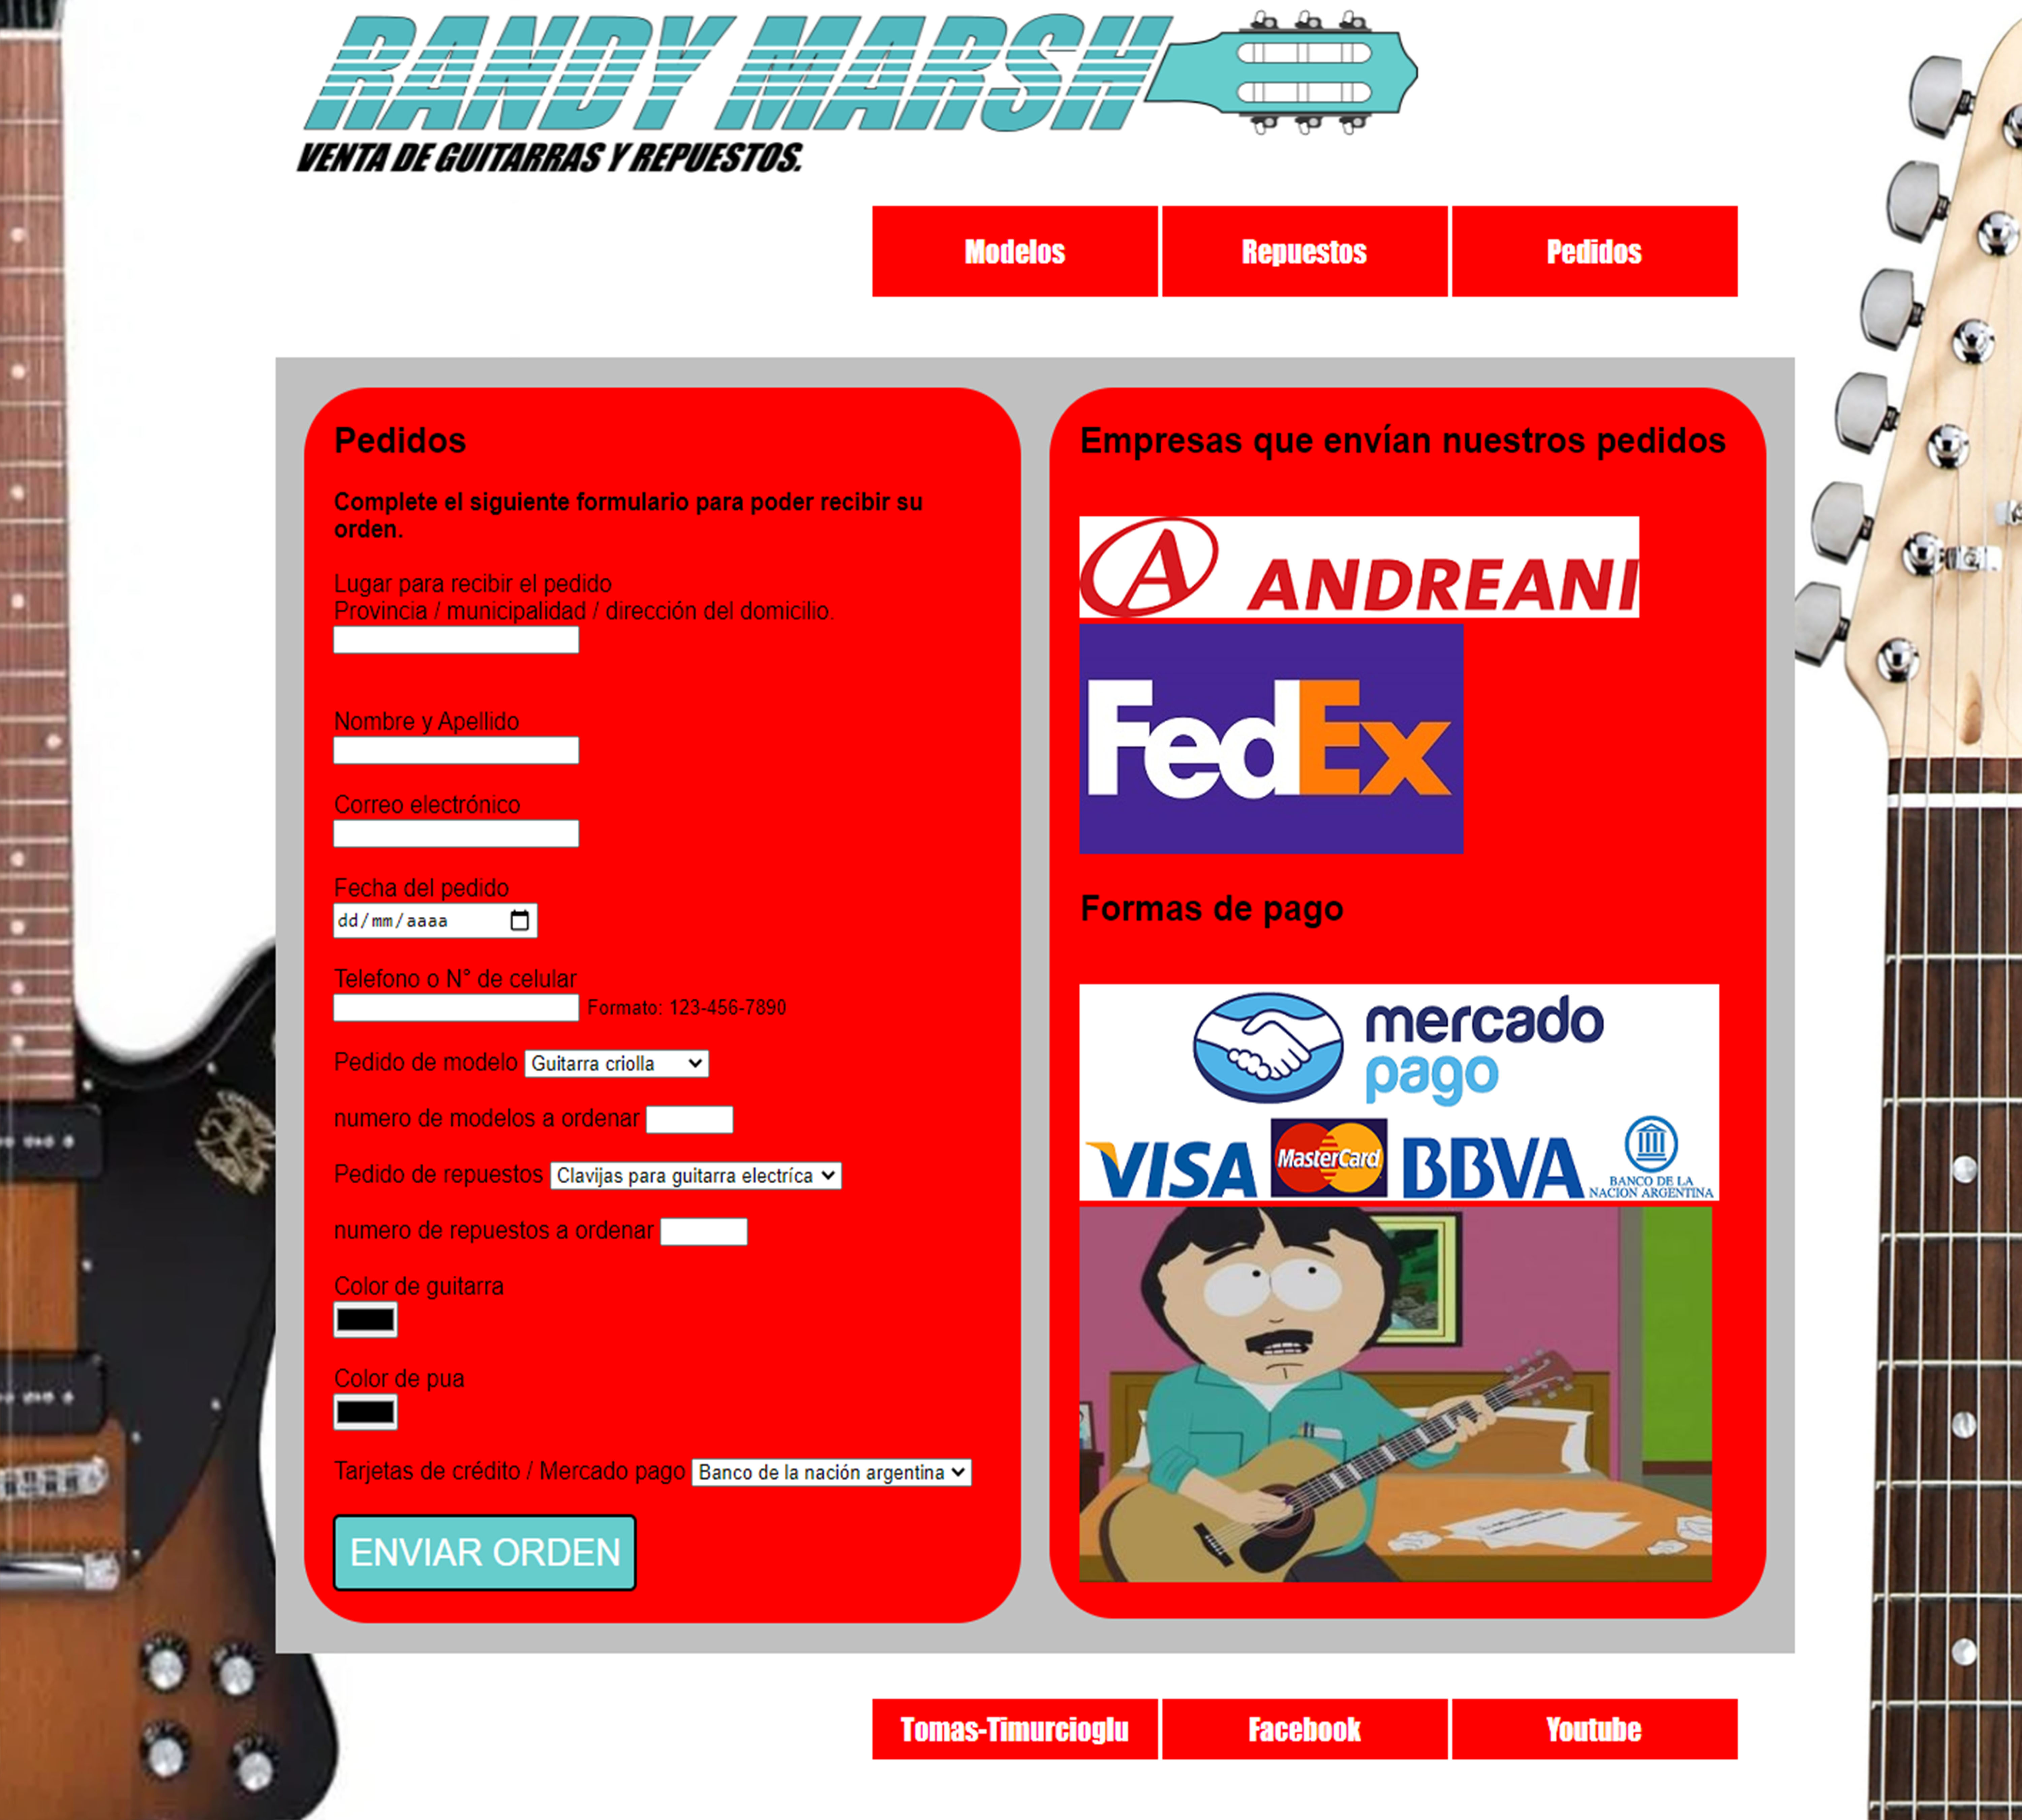 RANDY MARSH
VENTA DE GUITARRAS Y REPUESTOS.
Modelos
Repuestos
Pedidos
Pedidos
Complete el siguiente formulario para poder recibir su
orden.
Lugar para recibir el pedido
Provincia / municipalidad / dirección del domicilio.
Nombre y Apellido
Correo electrónico
Fecha del pedido
dd/mm/aaaa
Telefono o N° de celular
Formato: 123-456-7890
Pedido de modelo Guitarra criolla
numero de modelos a ordenar
Pedido de repuestos Clavijas para guitarra electríca
numero de repuestos a ordenar
Color de guitarra
Color de pua
Tarjetas de crédito / Mercado pago Banco de la nación argentina
ENVIAR ORDEN
Empresas que envían nuestros pedidos
A ANDREANI
FedEx
Formas de pago
mercado
pago
VISA MasterCard BBVA BANCO DE LA
NACION ARGENTINA
Tomas-Timurcioglu
Facebook
Youtube